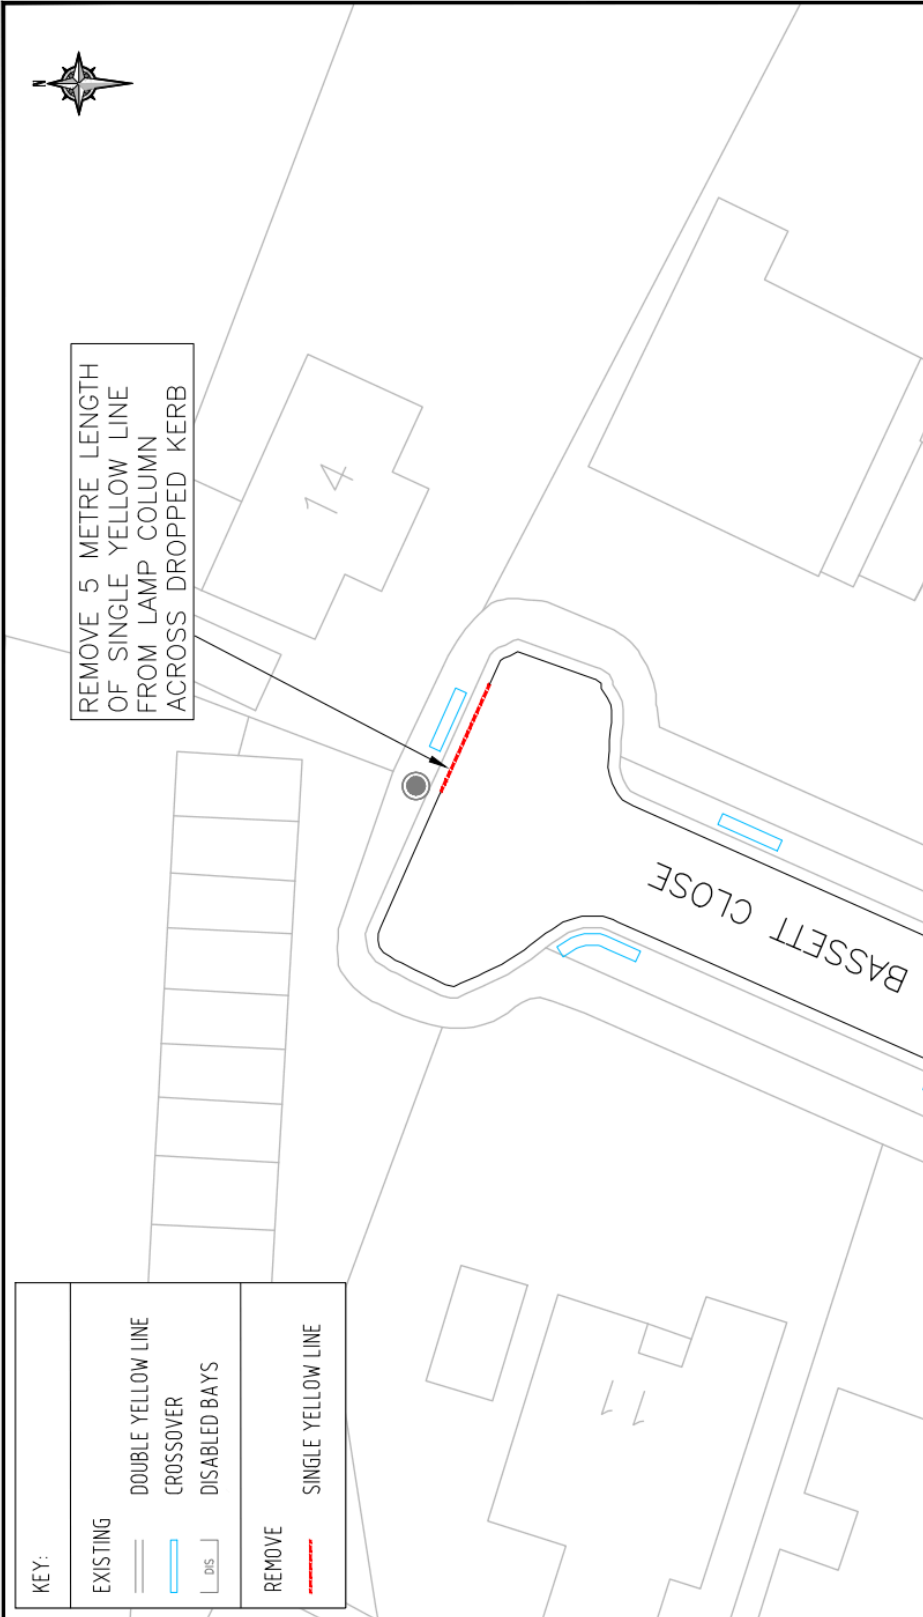 N
REMOVE 5 METRE LENGTH
OF SINGLE YELLOW LINE
FROM LAMP COLUMN
ACROSS DROPPED KERB
14
BASSETT CLOSE
11
KEY:
EXISTING
DOUBLE YELLOW LINE
CROSSOVER
DIS
DISABLED BAYS
REMOVE
SINGLE YELLOW LINE